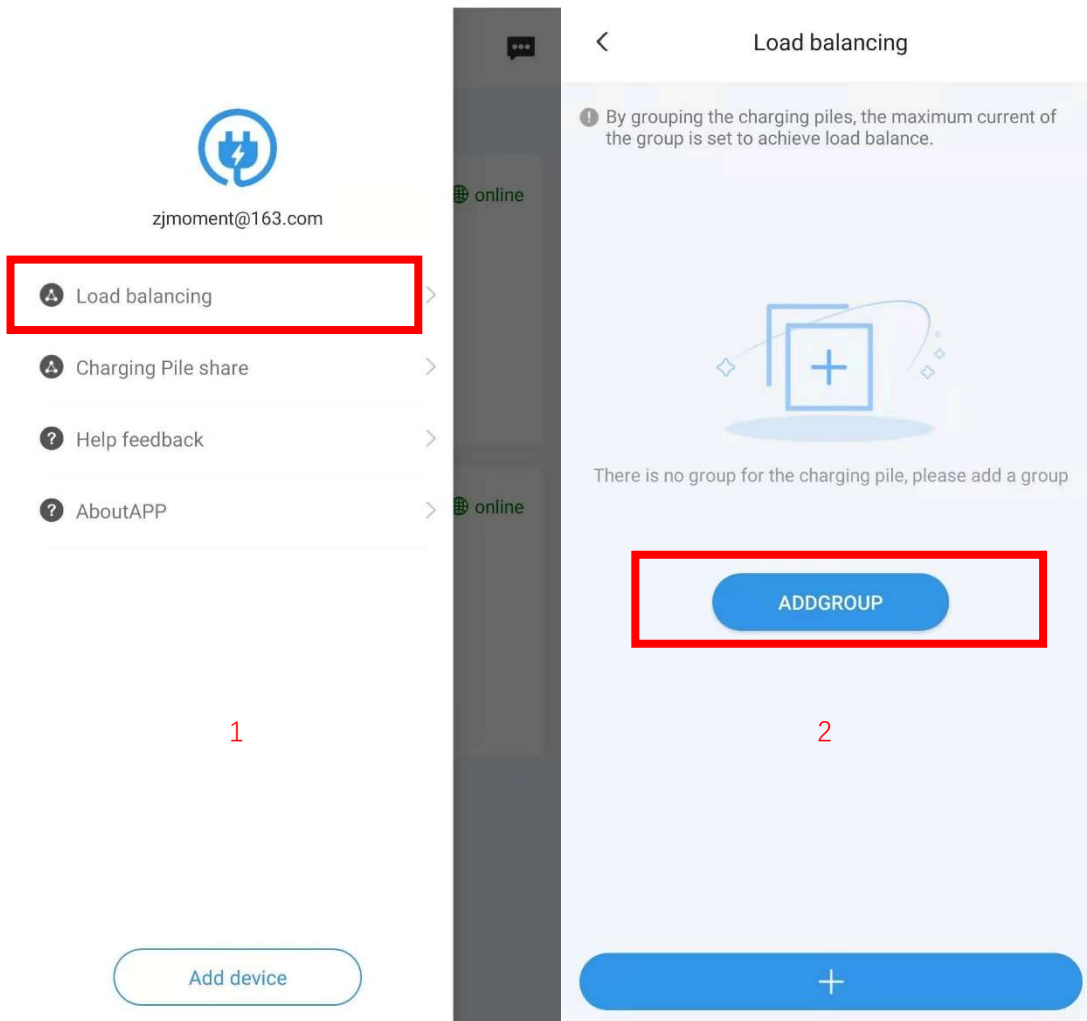 zjmoment@163.com
Load balancing
Charging Pile share
Help feedback
AboutAPP
1
Add device
online
online
Load balancing
By grouping the charging piles, the maximum current of
the group is set to achieve load balance.
There is no group for the charging pile, please add a group
ADDGROUP
2